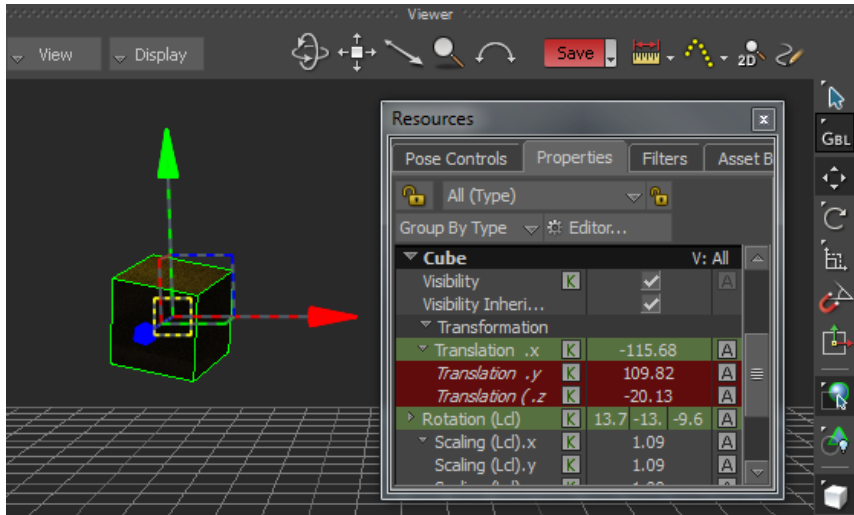 Viewer
View Display Save 2D
Resources x
GBL
Pose Controls Properties Filters Asset B
All (Type)
Group By Type Editor...
Cube V: All
Visibility K A
Visibility Inheri...
Transformation
Translation .x K -115.68 A
Translation .y K 109.82 A
Translation (.z K -20.13 A
Rotation (Lcl) K 13.7 -13. -9.6 A
Scaling (Lcl).x K 1.09 A
Scaling (Lcl).y K 1.09 A